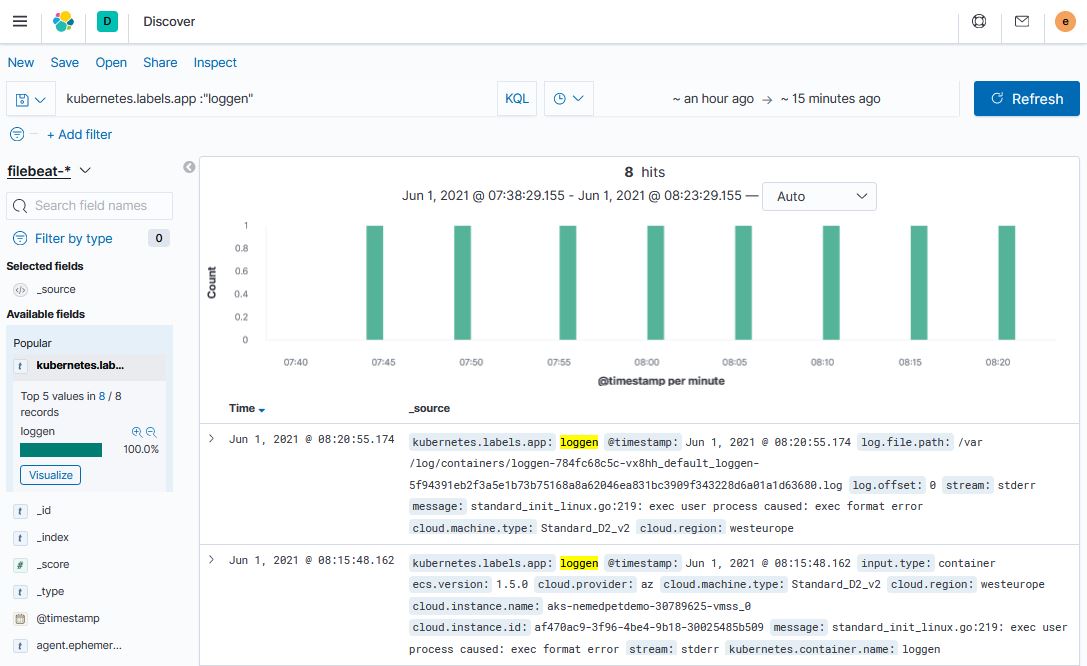 D
Discover
e
New Save Open Share Inspect
kubernetes.labels.app :"loggen"
KQL
~ an hour ago → ~ 15 minutes ago
Refresh
+ Add filter
filebeat-*
Search field names
Filter by type 0
Selected fields
_source
Available fields
Popular
t kubernetes.lab...
Top 5 values in 8 / 8
records
loggen
100.0%
Visualize
t _id
t _index
# _score
t _type
@timestamp
t agent.ephemer...
8 hits
Jun 1, 2021 @ 07:38:29.155 - Jun 1, 2021 @ 08:23:29.155 —
Auto
Count
1
0.8
0.6
0.4
0.2
0
07:40 07:45 07:50 07:55 08:00 08:05 08:10 08:15 08:20
@timestamp per minute
Time _source
Jun 1, 2021 @ 08:20:55.174
kubernetes.labels.app: loggen @timestamp: Jun 1, 2021 @ 08:20:55.174 log.file.path: /var
/log/containers/loggen-784fc68c5c-vx8hh_default_loggen-
5f94391eb2f3a5e1b73b75168a8a62046ea831bc3909f343228d6a01a1d63680.log log.offset: 0 stream: stderr
message: standard_init_linux.go:219: exec user process caused: exec format error
cloud.machine.type: Standard_D2_v2 cloud.region: westeurope
Jun 1, 2021 @ 08:15:48.162
kubernetes.labels.app: loggen @timestamp: Jun 1, 2021 @ 08:15:48.162 input.type: container
ecs.version: 1.5.0 cloud.provider: az cloud.machine.type: Standard_D2_v2 cloud.region: westeurope
cloud.instance.name: aks-nemedpetdemo-30789625-vmss_0
cloud.instance.id: af470ac9-3f96-4be4-9b18-30025485b509 message: standard_init_linux.go:219: exec user
process caused: exec format error stream: stderr kubernetes.container.name: loggen